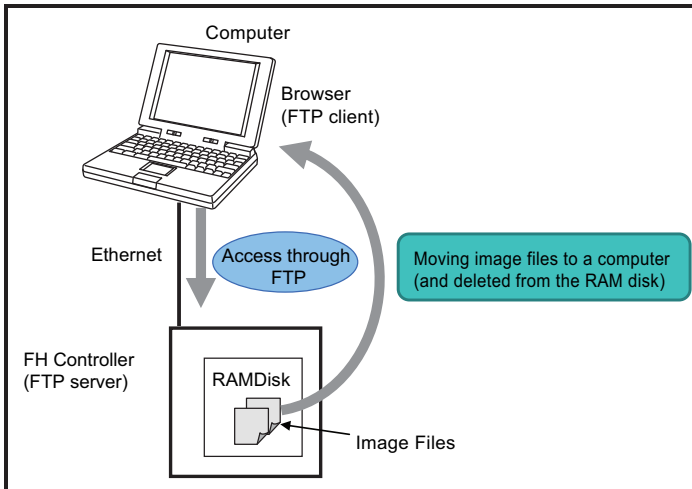 Computer
Browser
(FTP client)
Ethernet
Access through
FTP
Moving image files to a computer
(and deleted from the RAM disk)
FH Controller
(FTP server)
RAMDisk
Image Files